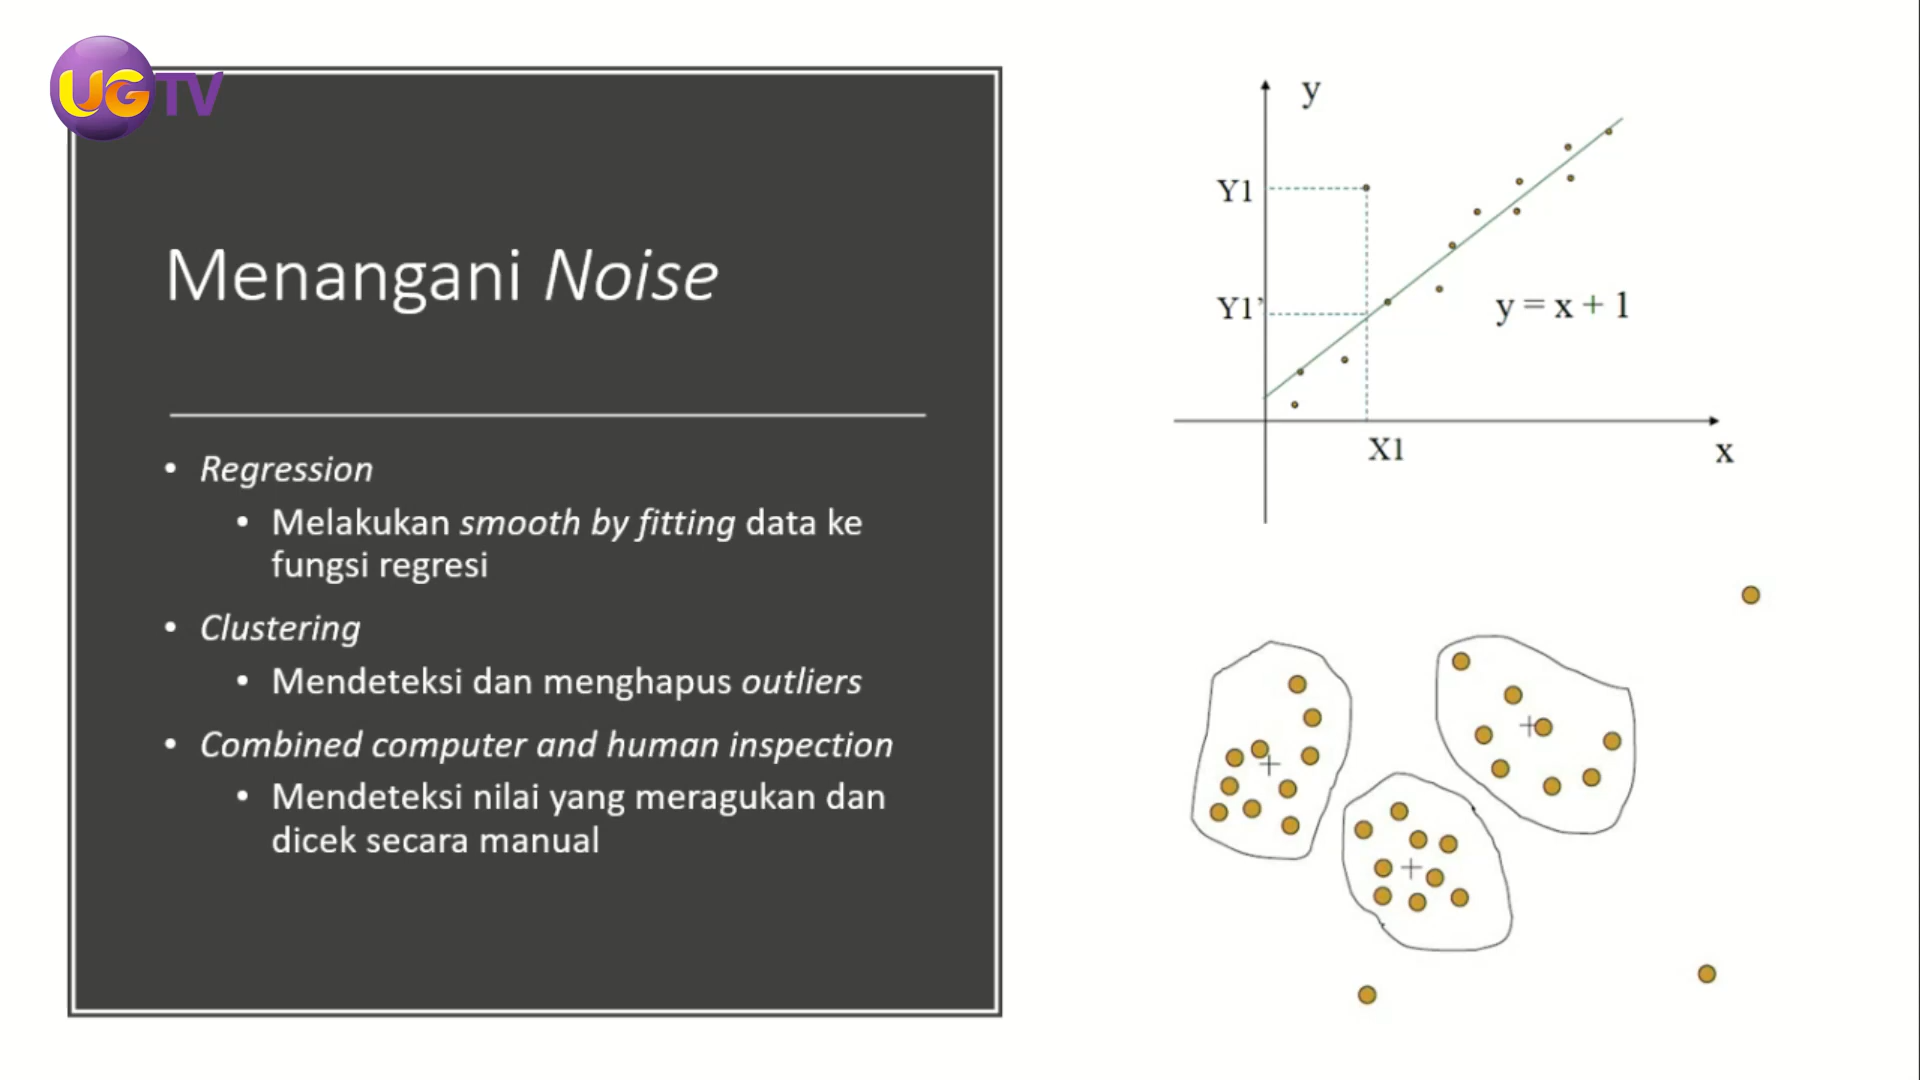 UGTV
Menangani Noise
• Regression
• Melakukan smooth by fitting data ke
fungsi regresi
• Clustering
• Mendeteksi dan menghapus outliers
• Combined computer and human inspection
• Mendeteksi nilai yang meragukan dan
dicek secara manual
y
Y1
Y1’
y = x + 1
X1
x